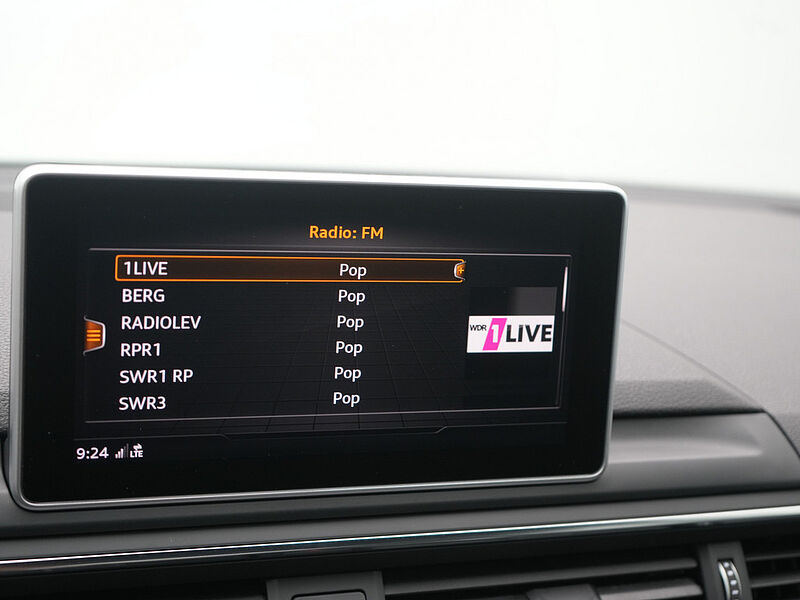 Radio: FM
1LIVE Pop
BERG Pop
RADIOLEV Pop
RPR1 Pop
SWR1 RP Pop
SWR3 Pop
WDR 1LIVE
9:24 LTE